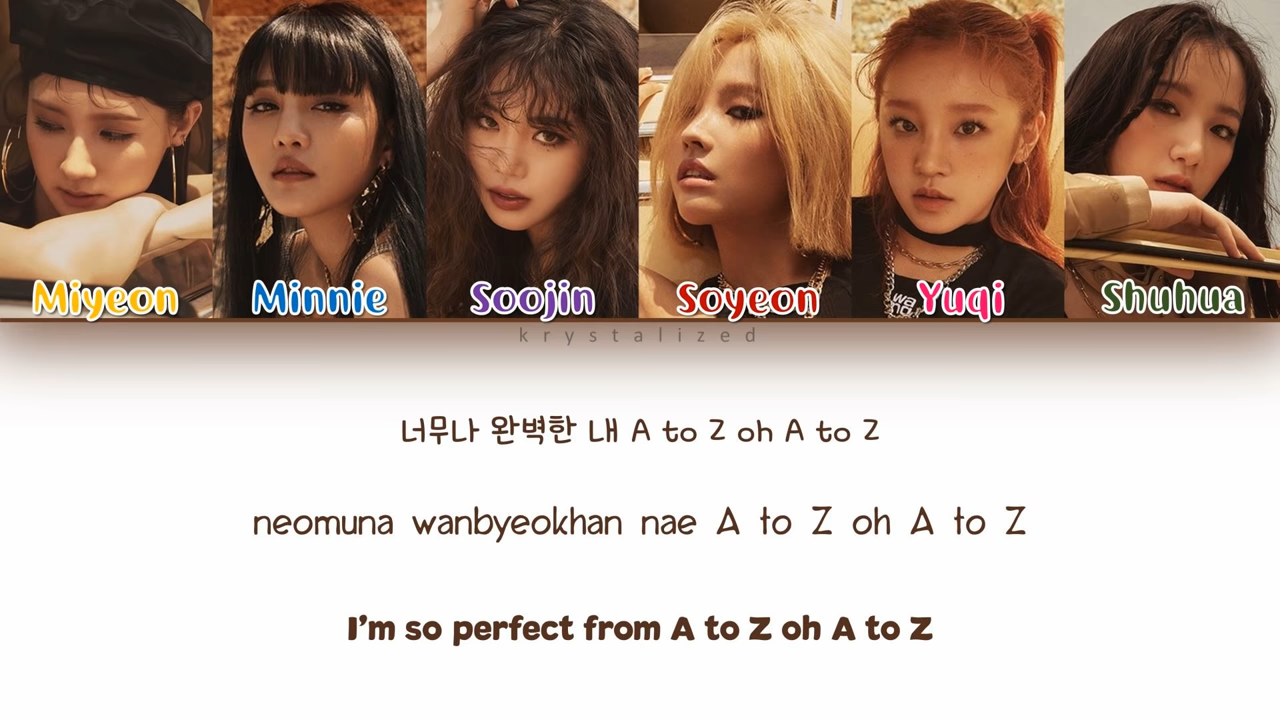 Miyeon Minnie Soojin Soyeon Yuqi Shuhua
krystalized
너무나 완벽한 내 A to Z oh A to Z
neomuna wanbyeokhan nae A to Z oh A to Z
I'm so perfect from A to Z oh A to Z